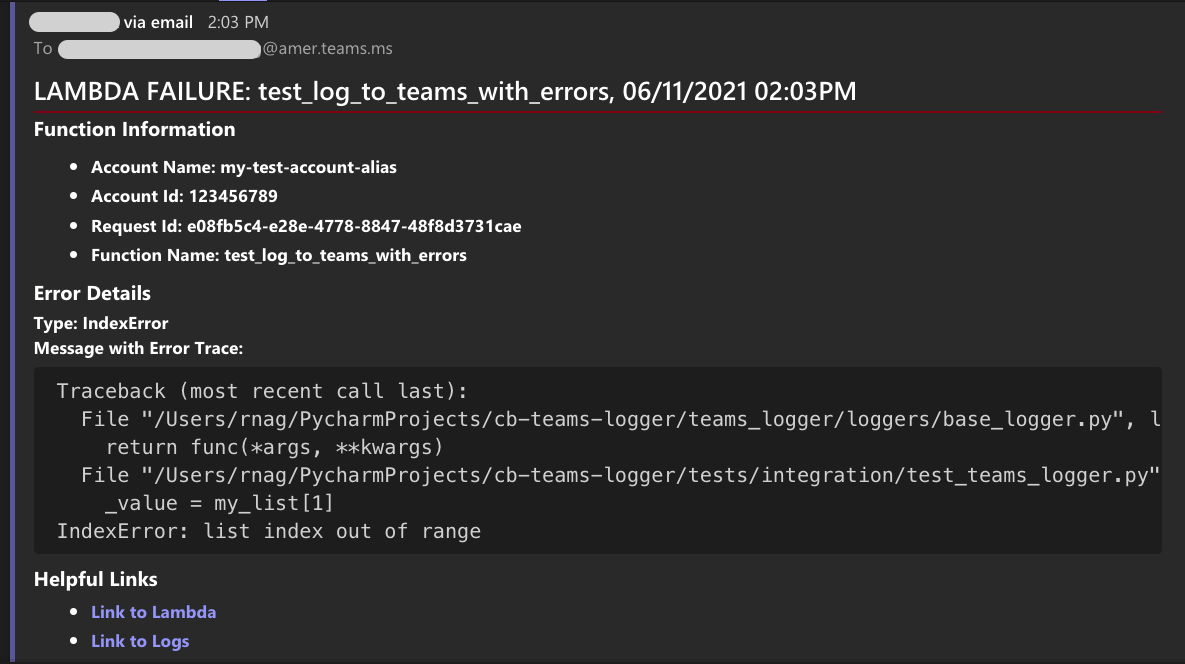 via email 2:03 PM
To @amer.teams.ms
LAMBDA FAILURE: test_log_to_teams_with_errors, 06/11/2021 02:03PM
Function Information
Account Name: my-test-account-alias
Account Id: 123456789
Request Id: e08fb5c4-e28e-4778-8847-48f8d3731cae
Function Name: test_log_to_teams_with_errors
Error Details
Type: IndexError
Message with Error Trace:
Traceback (most recent call last):
File "/Users/rnag/PycharmProjects/cb-teams-logger/teams_logger/loggers/base_logger.py", l
return func(*args, **kwargs)
File "/Users/rnag/PycharmProjects/cb-teams-logger/tests/integration/test_teams_logger.py"
_value = my_list[1]
IndexError: list index out of range
Helpful Links
Link to Lambda
Link to Logs